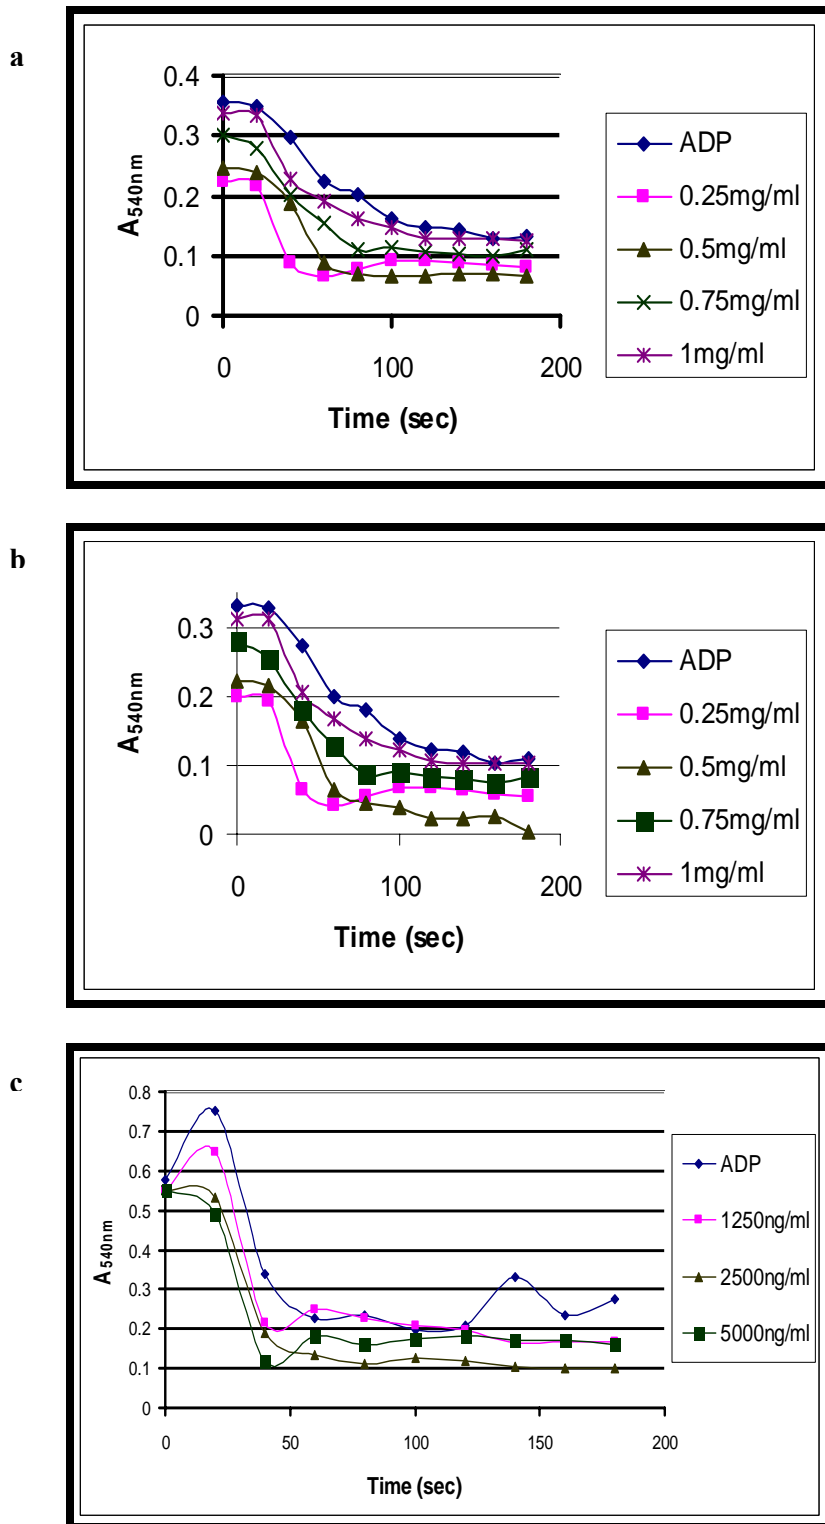 a
0.4
0.3
0.2
0.1
0
A540nm
0 100 200
Time (sec)
ADP
0.25mg/ml
0.5mg/ml
0.75mg/ml
1mg/ml
b
0.3
0.2
0.1
0
A540nm
0 100 200
Time (sec)
ADP
0.25mg/ml
0.5mg/ml
0.75mg/ml
1mg/ml
c
0.8
0.7
0.6
0.5
0.4
0.3
0.2
0.1
0
A540nm
0 50 100 150 200
Time (sec)
ADP
1250ng/ml
2500ng/ml
5000ng/ml